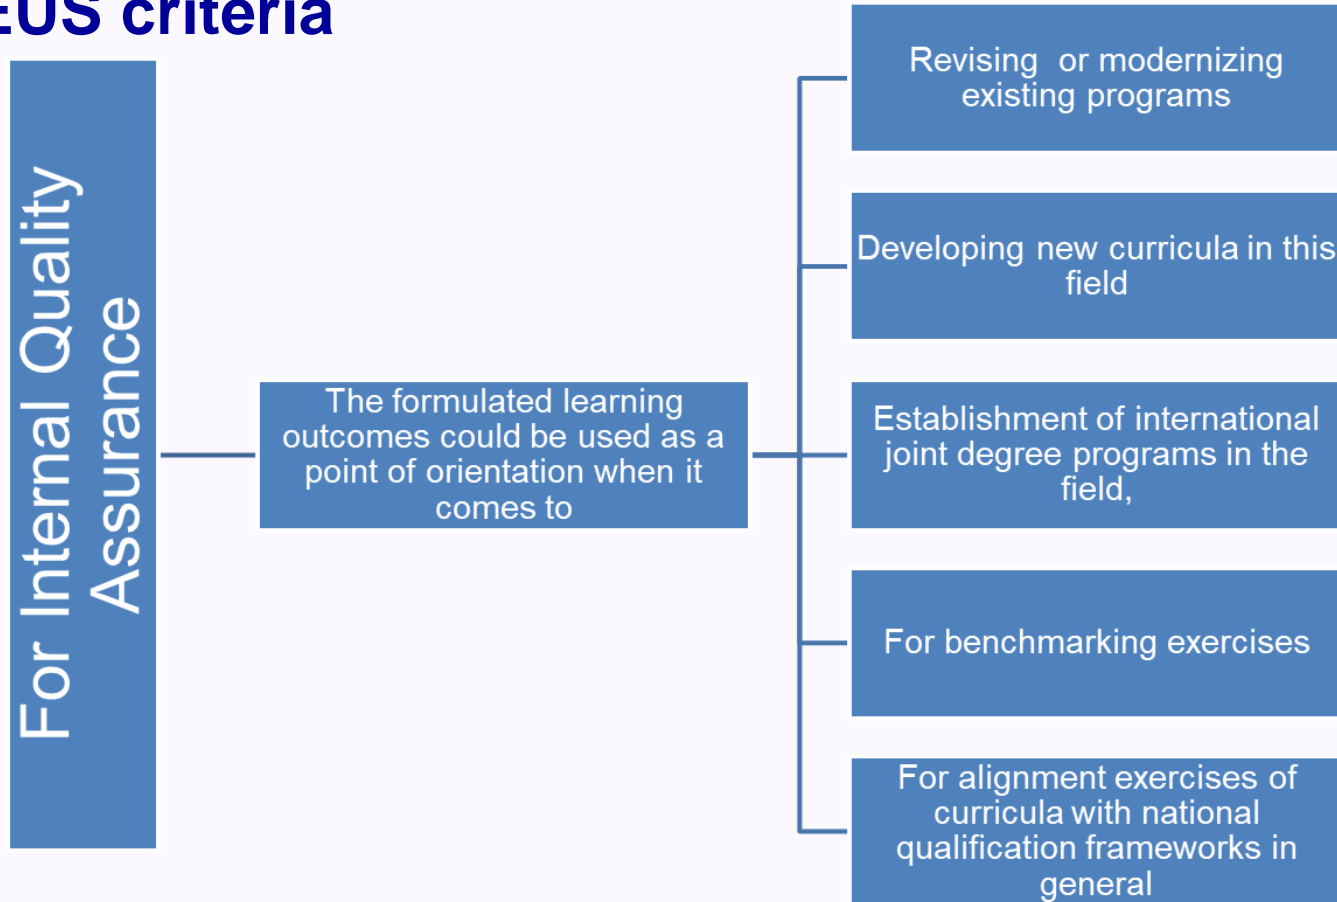 EUS criteria
For Internal Quality
Assurance
The formulated learning
outcomes could be used as a
point of orientation when it
comes to
Revising or modernizing
existing programs
Developing new curricula in this
field
Establishment of international
joint degree programs in the
field,
For benchmarking exercises
For alignment exercises of
curricula with national
qualification frameworks in
general